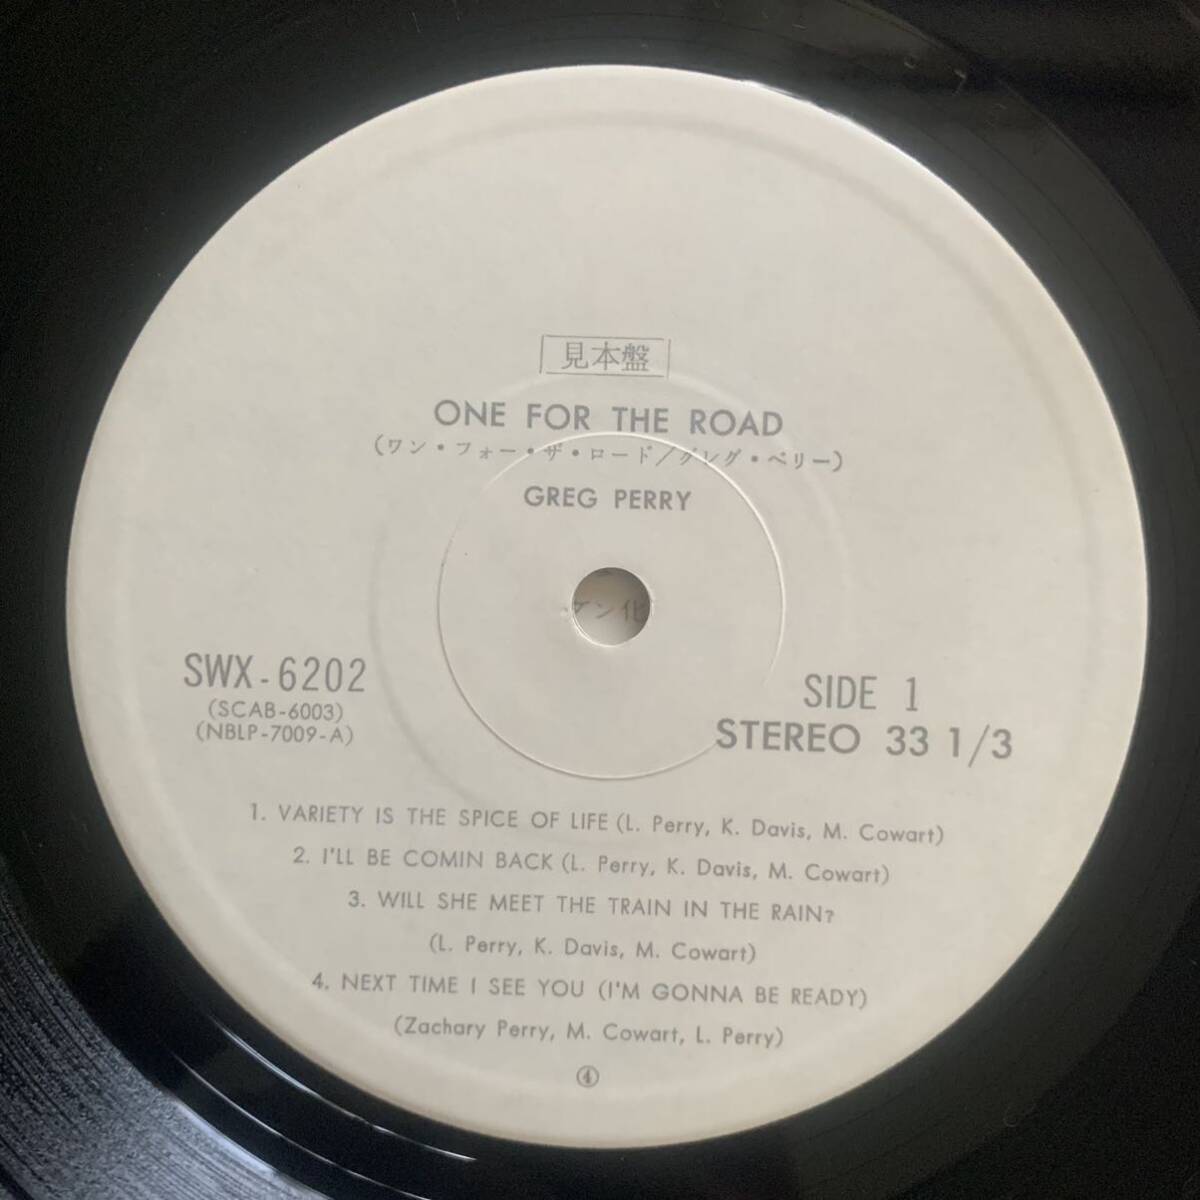 見本盤
ONE FOR THE ROAD
(ワン・フォー・ザ・ロード/グレグ・ペリー)
GREG PERRY
ケン化
SWX-6202
(SCAB-6003)
(NBLP-7009-A)
SIDE 1
STEREO 33 1/3
1. VARIETY IS THE SPICE OF LIFE (L. Perry, K. Davis, M. Cowart)
2. I'LL BE COMIN BACK (L. Perry, K. Davis, M. Cowart)
3. WILL SHE MEET THE TRAIN IN THE RAIN?
(L. Perry, K. Davis, M. Cowart)
4. NEXT TIME I SEE YOU (I'M GONNA BE READY)
(Zachary Perry, M. Cowart, L. Perry)
④